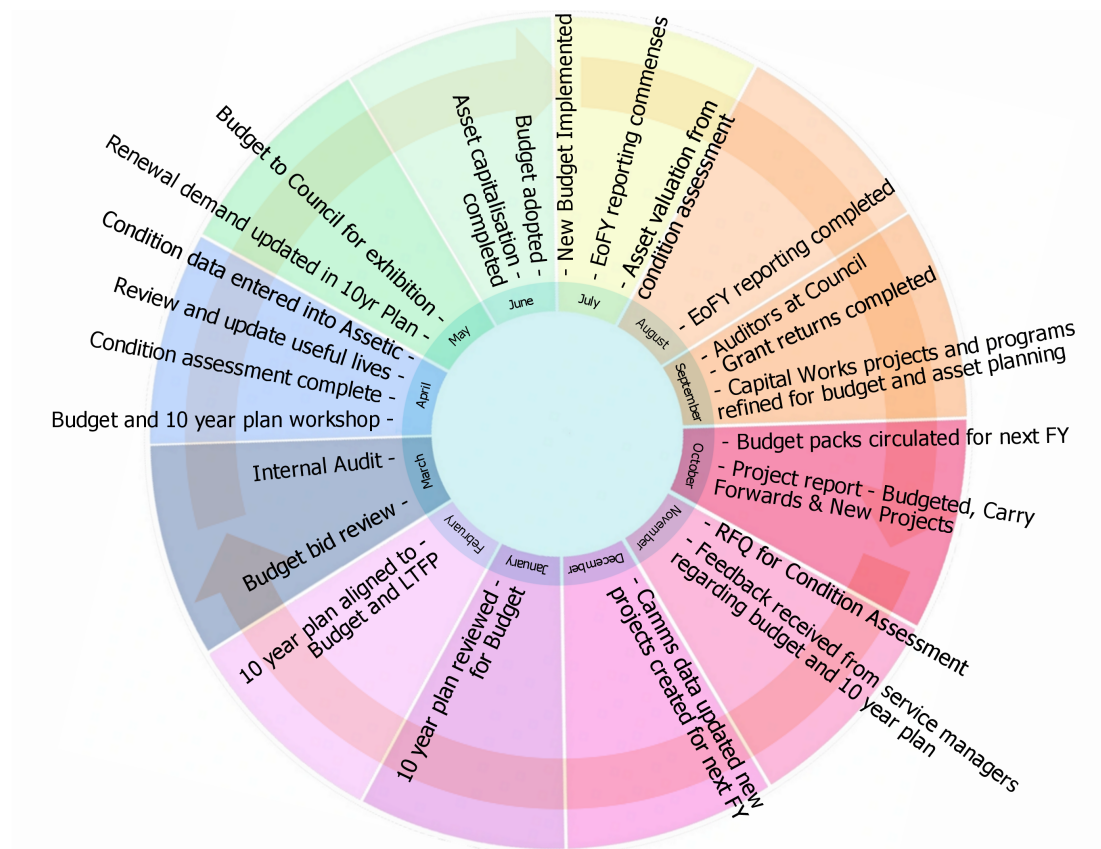 July
- New Budget Implemented
- EoFY reporting commenses
- Asset valuation from
condition assessment
August
- EoFY reporting completed
September
- Auditors at Council
- Grant returns completed
- Capital Works projects and programs
refined for budget and asset planning
October
- Budget packs circulated for next FY
- Project report - Budgeted, Carry
Forwards & New Projects
November
- RFQ for Condition Assessment
- Feedback received from service managers
regarding budget and 10 year plan
December
- Camms data updated new
projects created for next FY
January
10 year plan reviewed -
for Budget
February
10 year plan aligned to -
Budget and LTFP
March
Budget bid review -
Internal Audit -
April
Budget and 10 year plan workshop -
Condition assessment complete -
Review and update useful lives -
Condition data entered into Assetic -
May
Renewal demand updated in 10yr Plan -
Budget to Council for exhibition -
June
Asset capitalisation -
completed
Budget adopted -